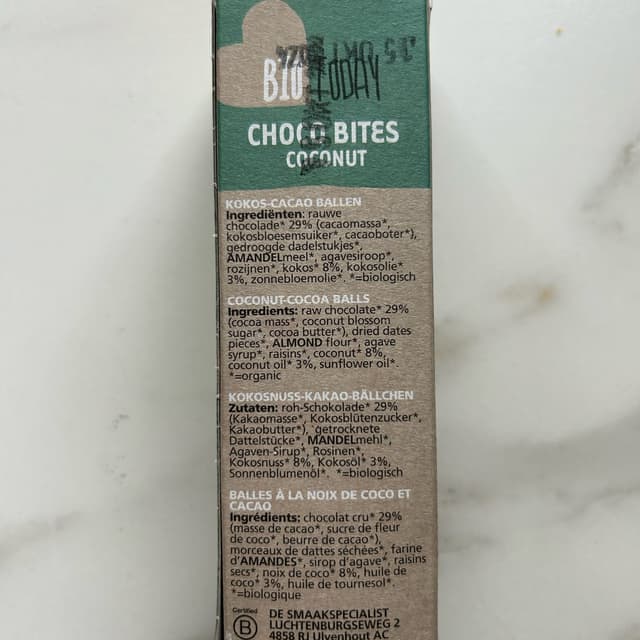 BIO TODAY
CHOCO BITES
COCONUT
KOKOS-CACAO BALLEN
Ingrediënten: rauwe
chocolade* 29% (cacaomassa*,
kokosbloesemsuiker*, cacaoboter*),
gedroogde dadelstukjes*,
AMANDELmeel*, agavesiroop*,
rozijnen*, kokos* 8%, kokosolie*
3%, zonnebloemolie*. *=biologisch
COCONUT-COCOA BALLS
Ingredients: raw chocolate* 29%
(cocoa mass*, coconut blossom
sugar*, cocoa butter*), dried dates
pieces*, ALMOND flour*, agave
syrup*, raisins*, coconut* 8%,
coconut oil* 3%, sunflower oil*.
*=organic
KOKOSNUSS-KAKAO-BÄLLCHEN
Zutaten: roh-Schokolade* 29%
(Kakaomasse*, Kokosblütenzucker*,
Kakaobutter*), getrocknete
Dattelstücke*, MANDELmehl*,
Agaven-Sirup*, Rosinen*,
Kokosnuss* 8%, Kokosöl* 3%,
Sonnenblumenöl*. *=biologisch
BALLES À LA NOIX DE COCO ET
CACAO
Ingrédients: chocolat cru* 29%
(masse de cacao*, sucre de fleur
de coco*, beurre de cacao*),
morceaux de dattes séchées*, farine
d'AMANDES*, sirop d'agave*, raisins
secs*, noix de coco* 8%, huile de
coco* 3%, huile de tournesol*.
*=biologique
Certified
B
DE SMAAKSPECIALIST
LUCHTENBURGSEWEG 2
4858 RJ Ulvenhout AC